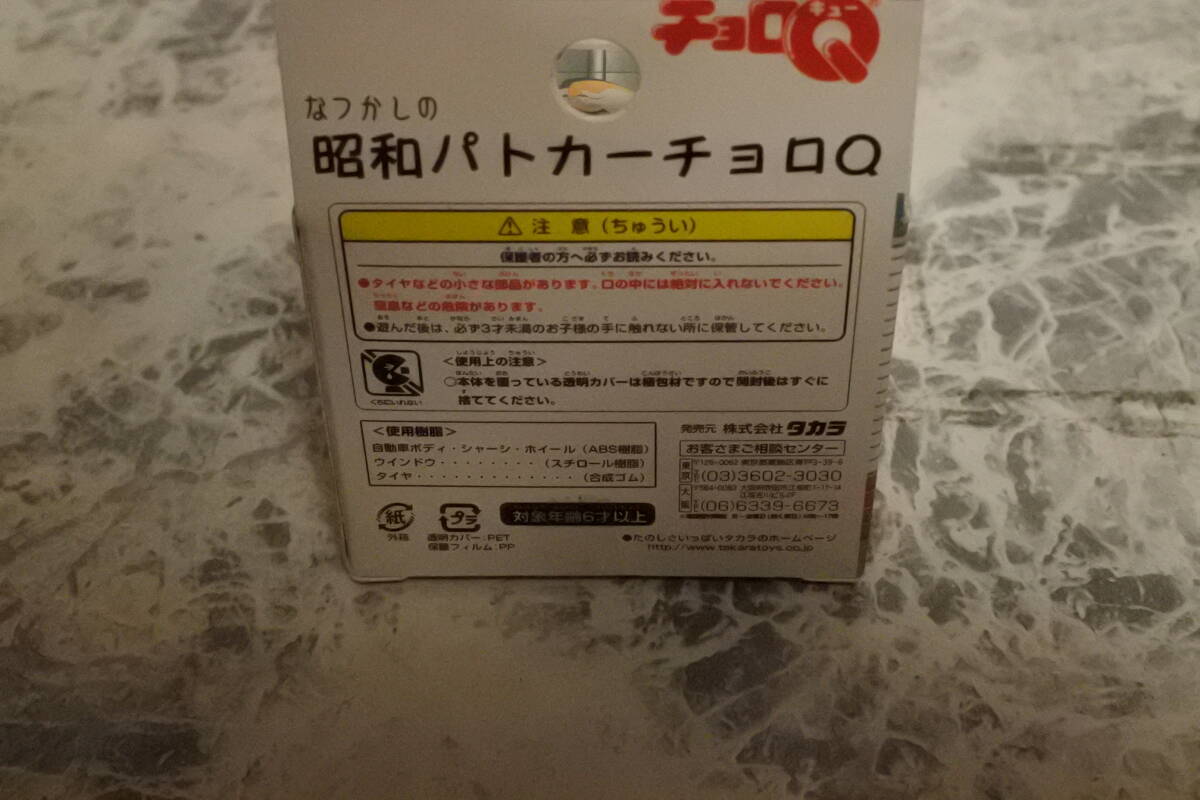 チョロQ
キュー
なつかしの
昭和パトカーチョロQ
⚠注 意(ちゅうい)
保護者の方へ必ずお読みください。
●タイヤなどの小さな部品があります。口の中には絶対に入れないでください。
窒息などの危険があります。
●遊んだ後は、必ず3才未満のお子様の手に触れない所に保管してください。
<使用上の注意>
○本体を覆っている透明カバーは梱包材ですので開封後はすぐに
捨ててください。
くちにいれない
<使用樹脂>
自動車ボディ・シャーシ・ホイール(ABS樹脂)
ウインドウ・・・・・・・・(スチロール樹脂)
タイヤ・・・・・・・・・・・・・(合成ゴム)
発売元 株式会社 タカラ
お客さまご相談センター
東京
(03)3602-3030
大阪
(06)6339-6673
紙
外箱
プラ
透明カバー:PET
保護フィルム:PP
対象年齢6才以上
●たのしさいっぱいタカラのホームページ
http://www.takaratoys.co.jp